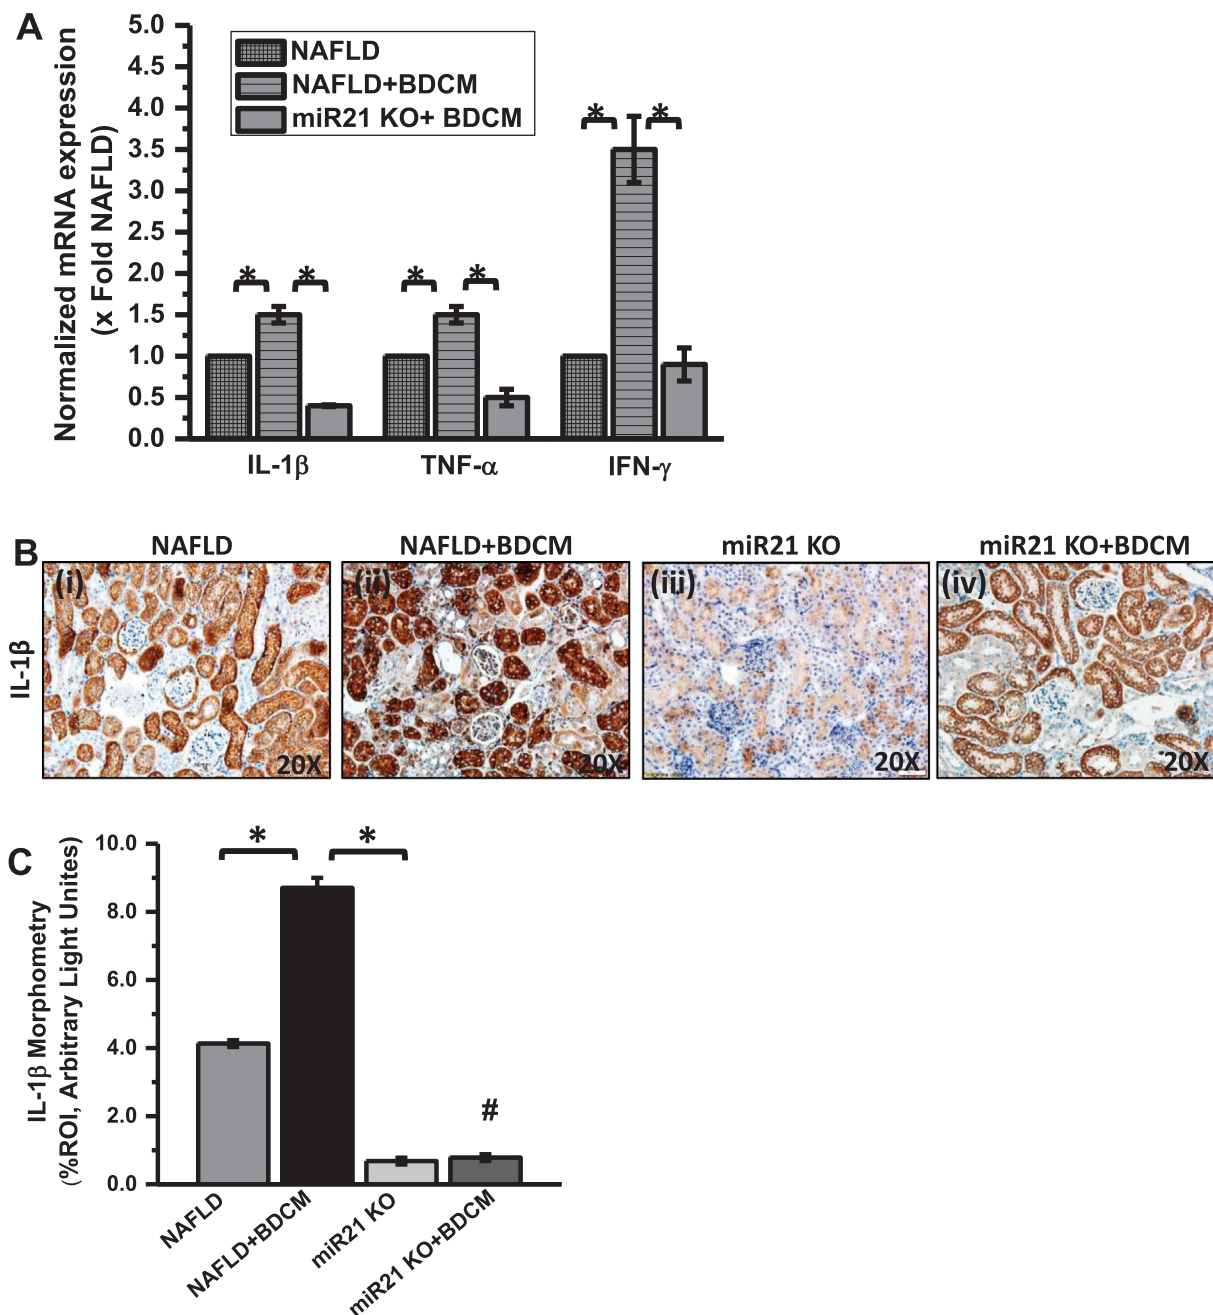 A
Normalized mRNA expression
(x Fold NAFLD)
5.0
4.5
4.0
3.5
3.0
2.5
2.0
1.5
1.0
0.5
0.0
NAFLD
NAFLD+BDCM
miR21 KO+ BDCM
* *
* *
* *
IL-1β TNF-α IFN-γ
B
NAFLD NAFLD+BDCM miR21 KO miR21 KO+BDCM
IL-1β
(i) (ii) (iii) (iv)
20X 20X 20X 20X
C
IL-1β Morphometry
(%ROI, Arbitrary Light Unites)
10.0
8.0
6.0
4.0
2.0
0.0
* *
#
NAFLD
NAFLD+BDCM
miR21 KO
miR21 KO+BDCM